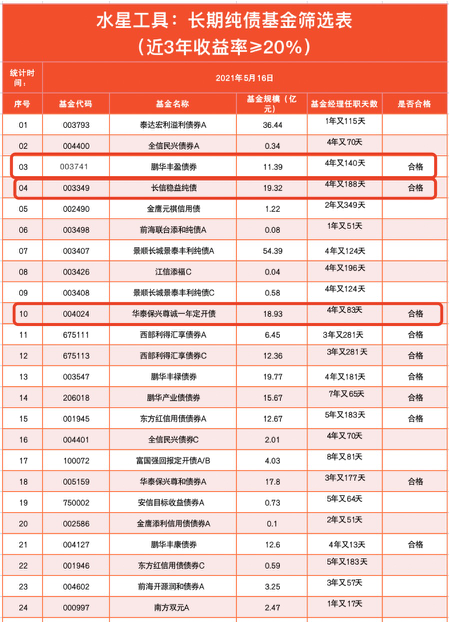 水星工具：长期纯债基金筛选表
（近3年收益率≥20%）
统计时间： 2021年5月16日
序号 基金代码 基金名称 基金规模（亿元） 基金经理任职天数 是否合格
01 003793 泰达宏利溢利债券A 36.44 1年又115天
02 004400 全信民兴债券A 0.34 4年又70天
03 003741 鹏华丰盈债券 11.39 4年又140天 合格
04 003349 长信稳益纯债 19.32 4年又188天 合格
05 002490 金鹰元祺信用债 1.22 2年又349天
06 003498 前海联合添和纯债A 0.08 1年又51天
07 003407 景顺长城景泰丰利纯债A 54.39 4年又124天
08 003426 江信添福C 0.04 4年又196天
09 003408 景顺长城景泰丰利纯债C 0.58 4年又124天
10 004024 华泰保兴尊诚一年定开债 18.93 4年又83天 合格
11 675111 西部利得汇享债券A 6.45 3年又281天 合格
12 675113 西部利得汇享债券C 12.36 3年又281天 合格
13 003547 鹏华丰禄债券 19.77 4年又181天 合格
14 206018 鹏华产业债债券 15.67 7年又65天 合格
15 001945 东方红信用债债券A 12.67 5年又183天 合格
16 004401 全信民兴债券C 2.01 4年又70天
17 100072 富国强回报定开债A/B 4.03 8年又81天
18 005159 华泰保兴尊和债券A 17.8 3年又177天 合格
19 750002 安信目标收益债券A 0.73 5年又64天
20 002586 金鹰添利信用债债券A 0.1 2年又51天
21 004127 鹏华丰康债券 12.6 4年又13天 合格
22 001946 东方红信用债债券C 0.59 5年又183天
23 004602 前海开源润和债券A 3.25 3年又57天
24 000997 南方双元A 2.47 1年又17天